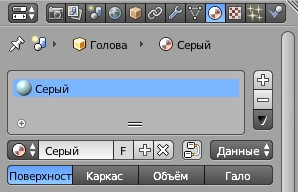 Голова Серый
Серый
Серый F Данные
Поверхност Каркас Объём Гало